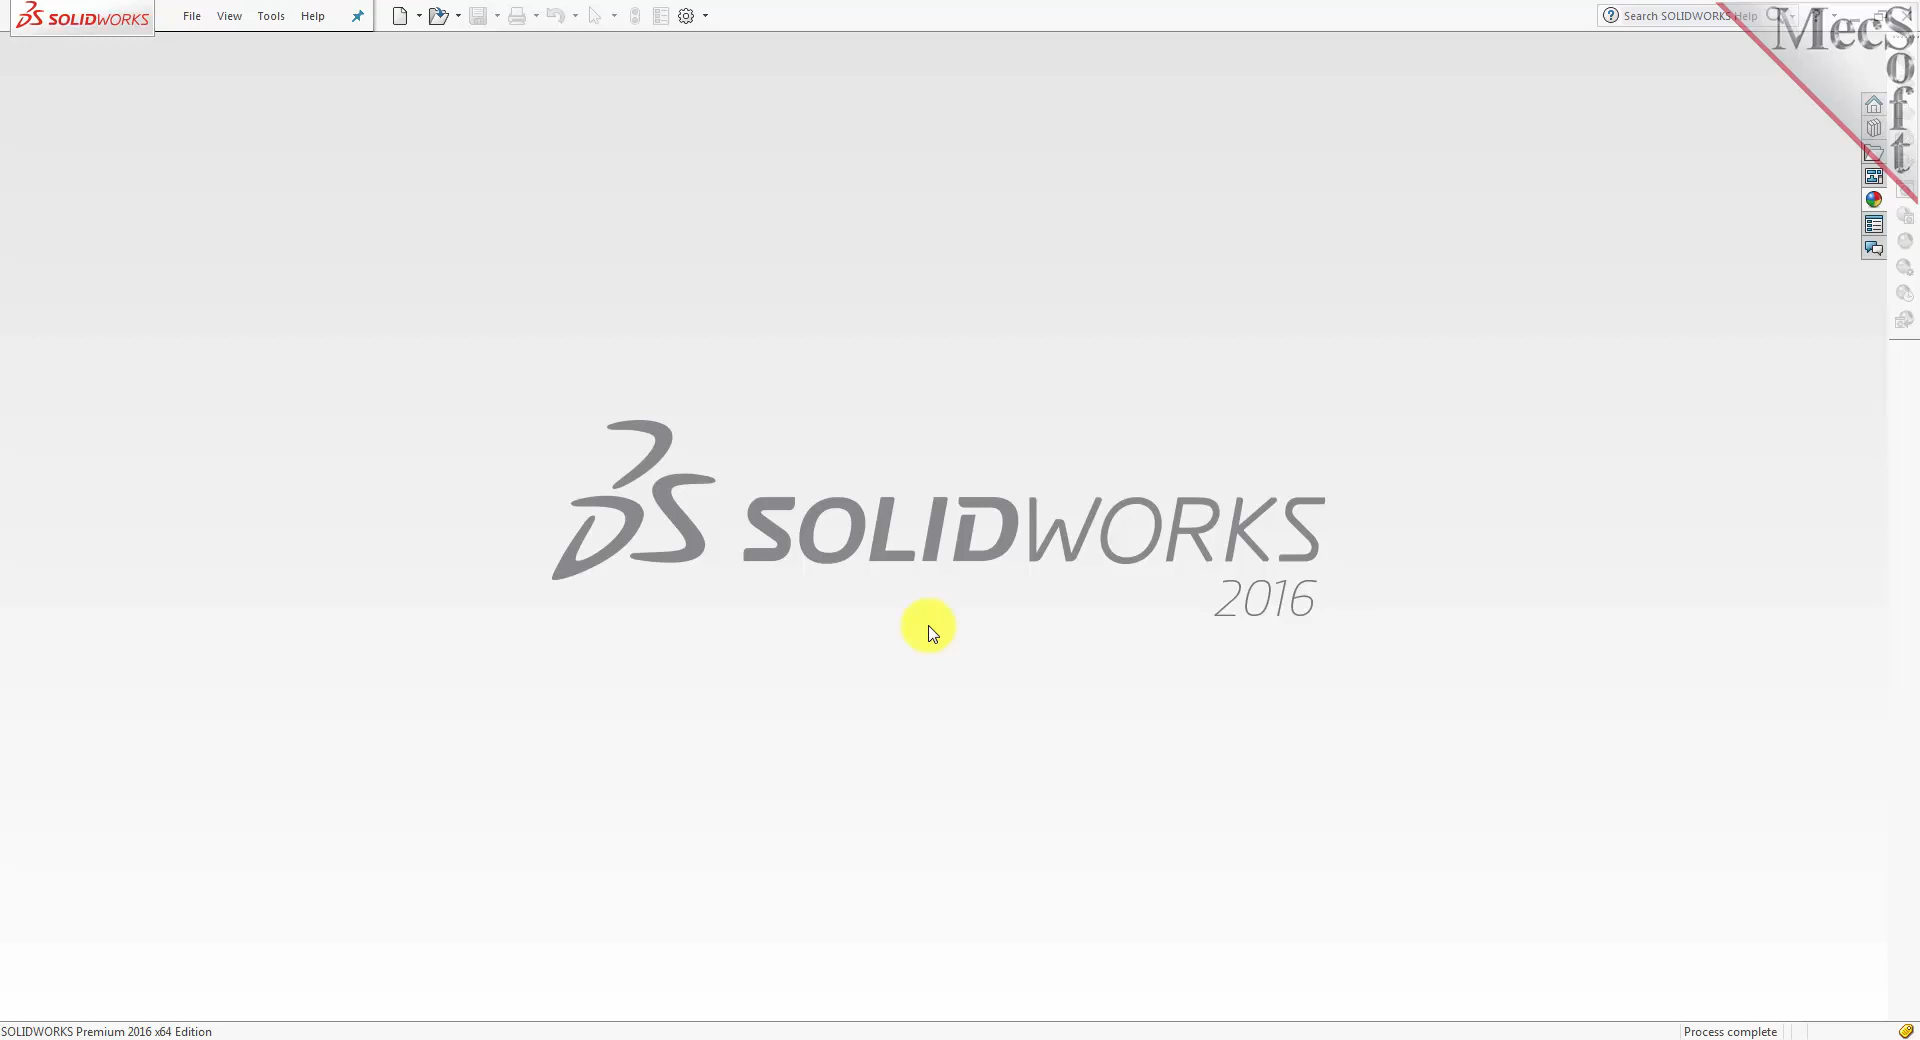 SOLIDWORKS
File View Tools Help
Search SOLIDWORKS Help
MecSoft
SOLIDWORKS
2016
SOLIDWORKS Premium 2016 x64 Edition
Process complete